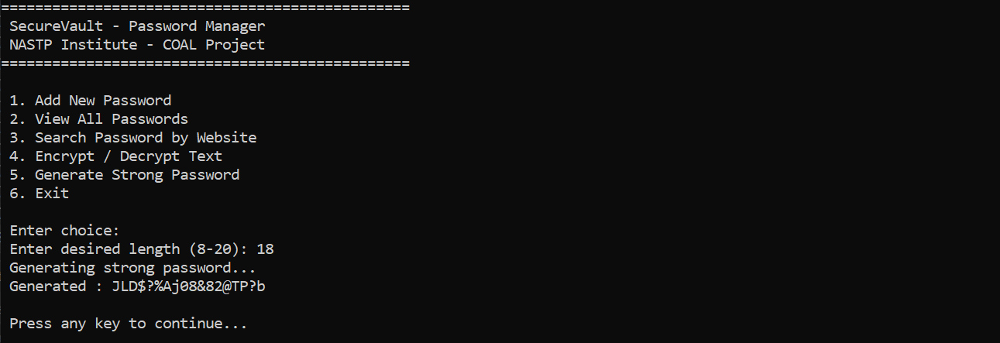 ================================================
SecureVault - Password Manager
NASTP Institute - COAL Project
================================================
1. Add New Password
2. View All Passwords
3. Search Password by Website
4. Encrypt / Decrypt Text
5. Generate Strong Password
6. Exit
Enter choice:
Enter desired length (8-20): 18
Generating strong password...
Generated : JLD$?%Aj08&82@TP?b
Press any key to continue...